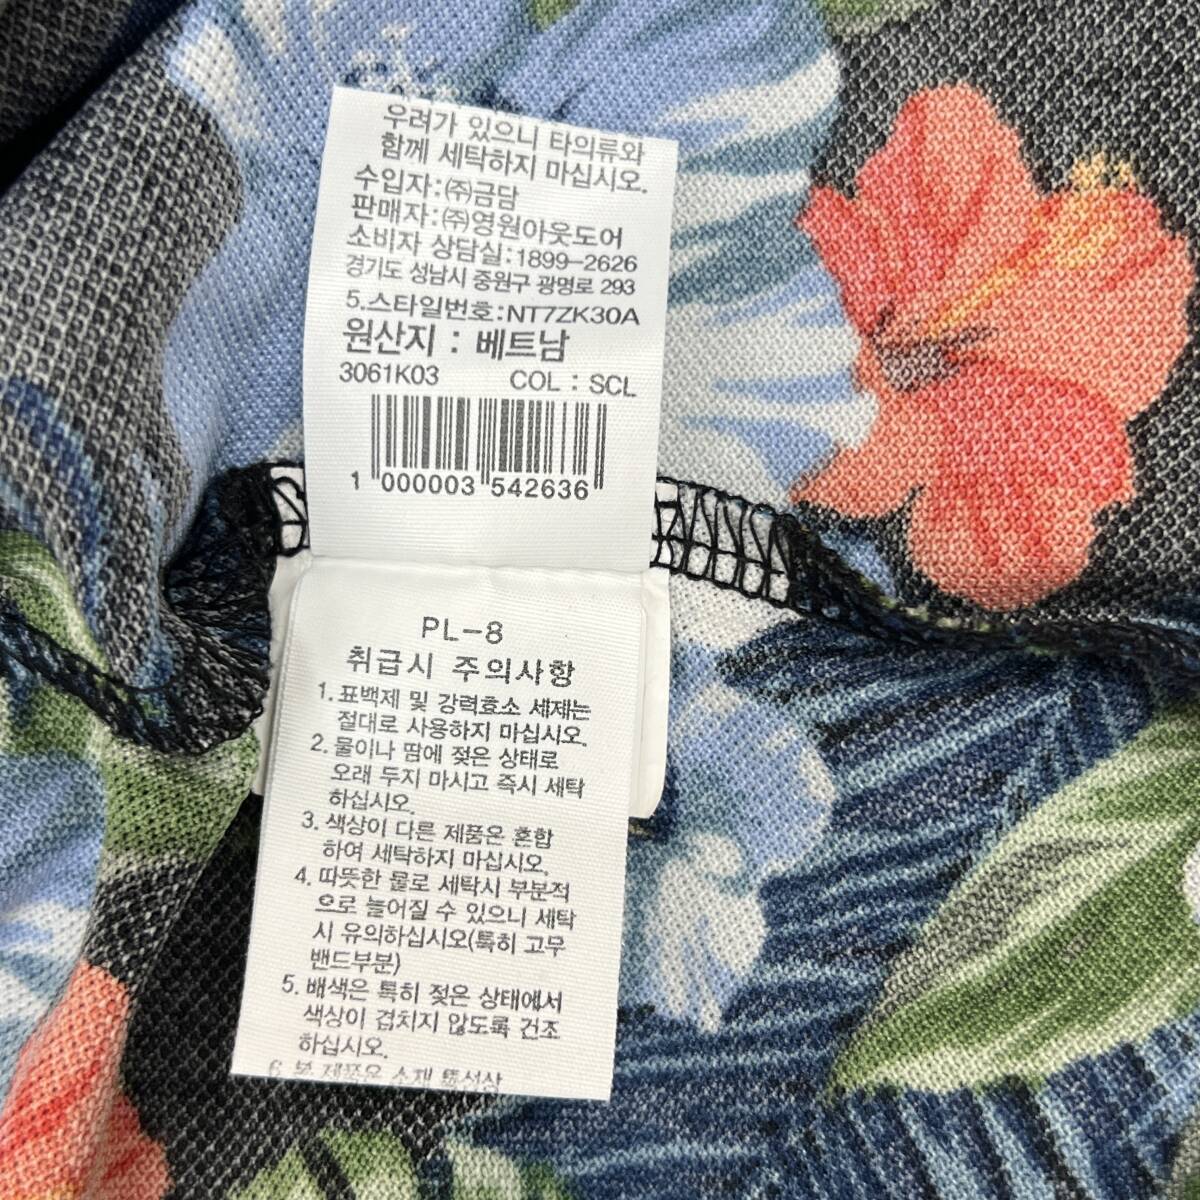 우려가 있으니 타의류와
함께 세탁하지 마십시오.
수입자:㈜금담
판매자:㈜영원아웃도어
소비자 상담실:1899-2626
경기도 성남시 중원구 광명로 293
5.스타일번호:NT7ZK30A
원산지 : 베트남
3061K03 COL : SCL
1 000003 542636
PL-8
취급시 주의사항
1. 표백제 및 강력효소 세제는
절대로 사용하지 마십시오.
2. 물이나 땀에 젖은 상태로
오래 두지 마시고 즉시 세탁
하십시오.
3. 색상이 다른 제품은 혼합
하여 세탁하지 마십시오.
4. 따뜻한 물로 세탁시 부분적
으로 늘어질 수 있으니 세탁
시 유의하십시오(특히 고무
밴드부분)
5. 배색은 특히 젖은 상태에서
색상이 겹치지 않도록 건조
하십시오.
6. 본 제품은 소재 특성상